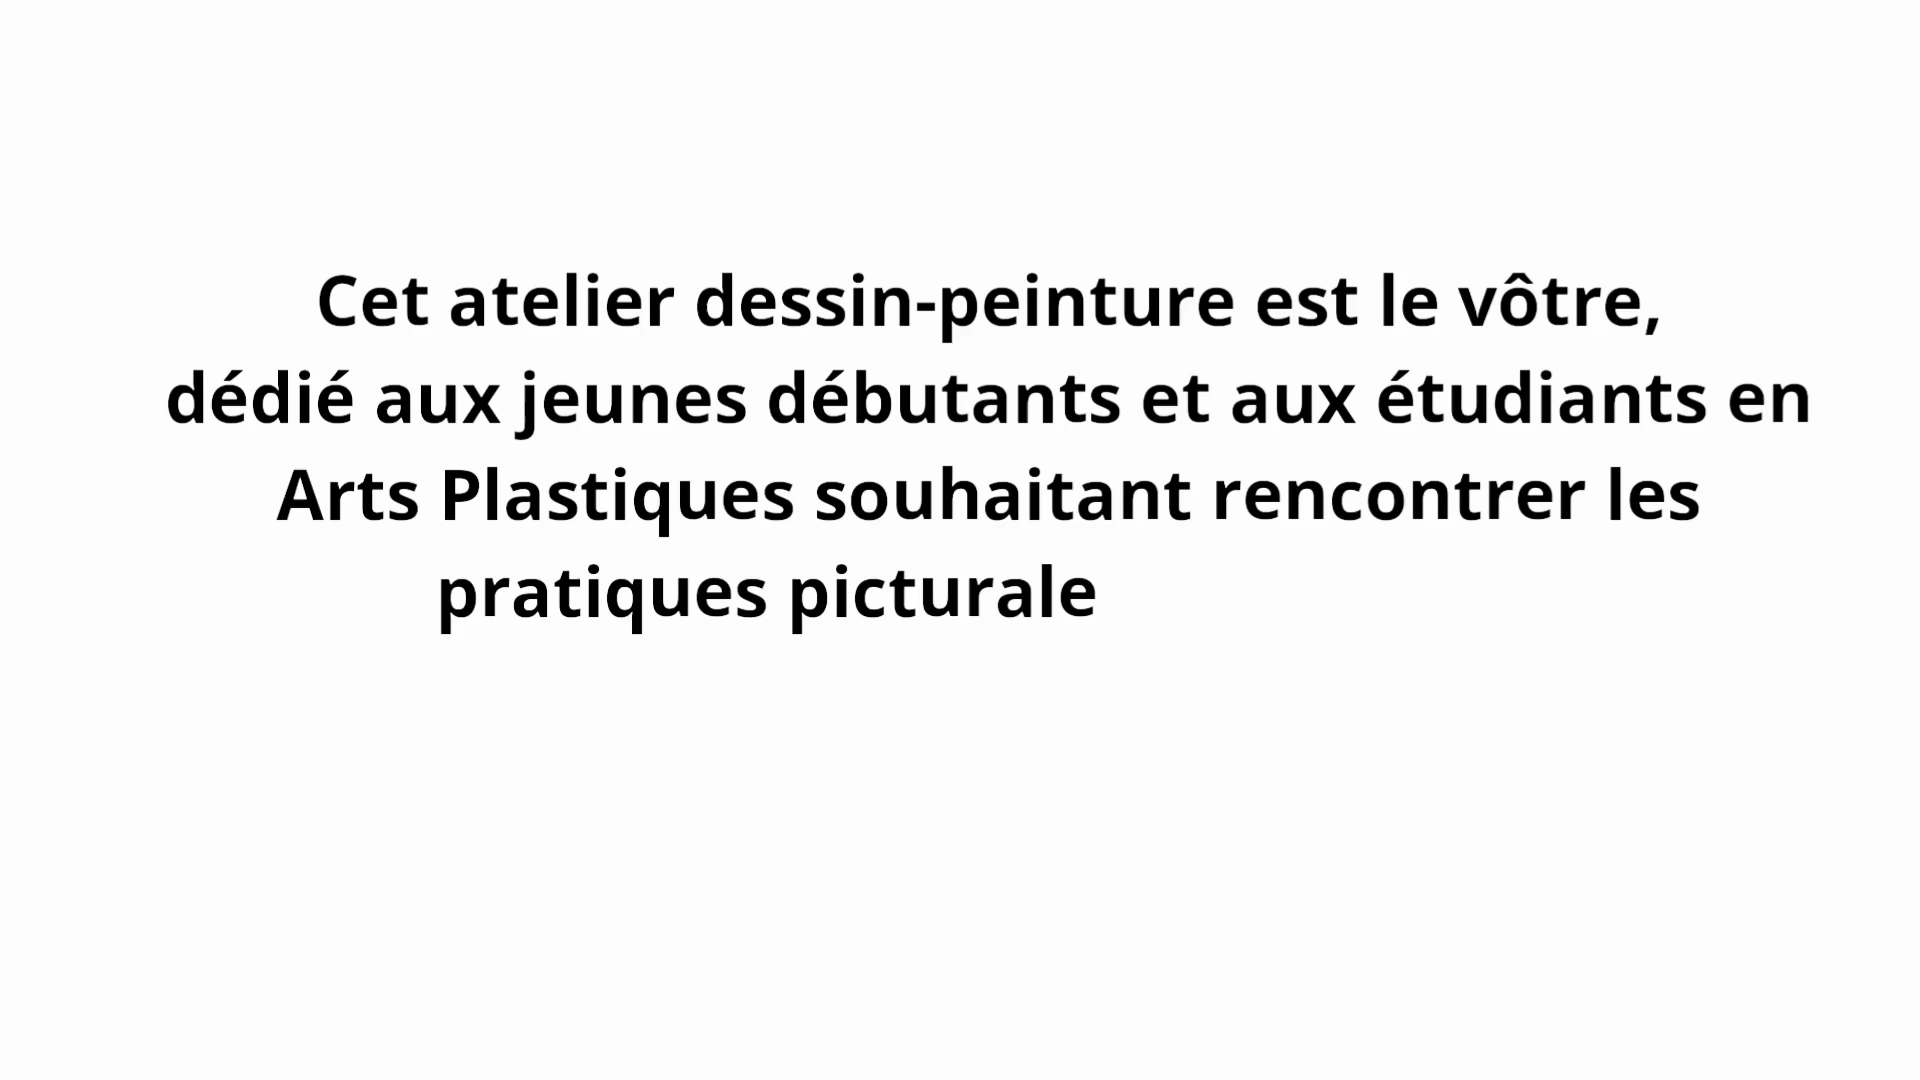 Cet atelier dessin-peinture est le vôtre,
dédié aux jeunes débutants et aux étudiants en
Arts Plastiques souhaitant rencontrer les
pratiques picturale